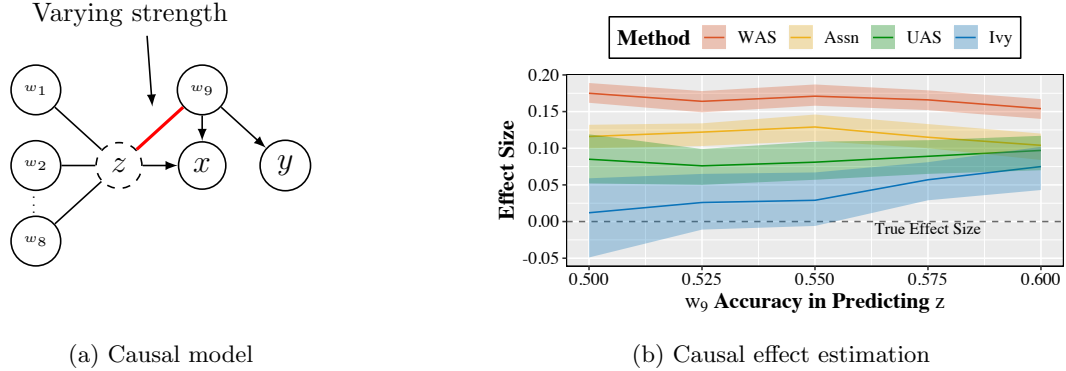 Varying strength
w₁
w₉
w₂
z
x
y
w₈
(a) Causal model
Method WAS Assn UAS Ivy
0.20
0.15
0.10
0.05
0.00
-0.05
Effect Size
True Effect Size
0.500 0.525 0.550 0.575 0.600
w₉ Accuracy in Predicting z
(b) Causal effect estimation